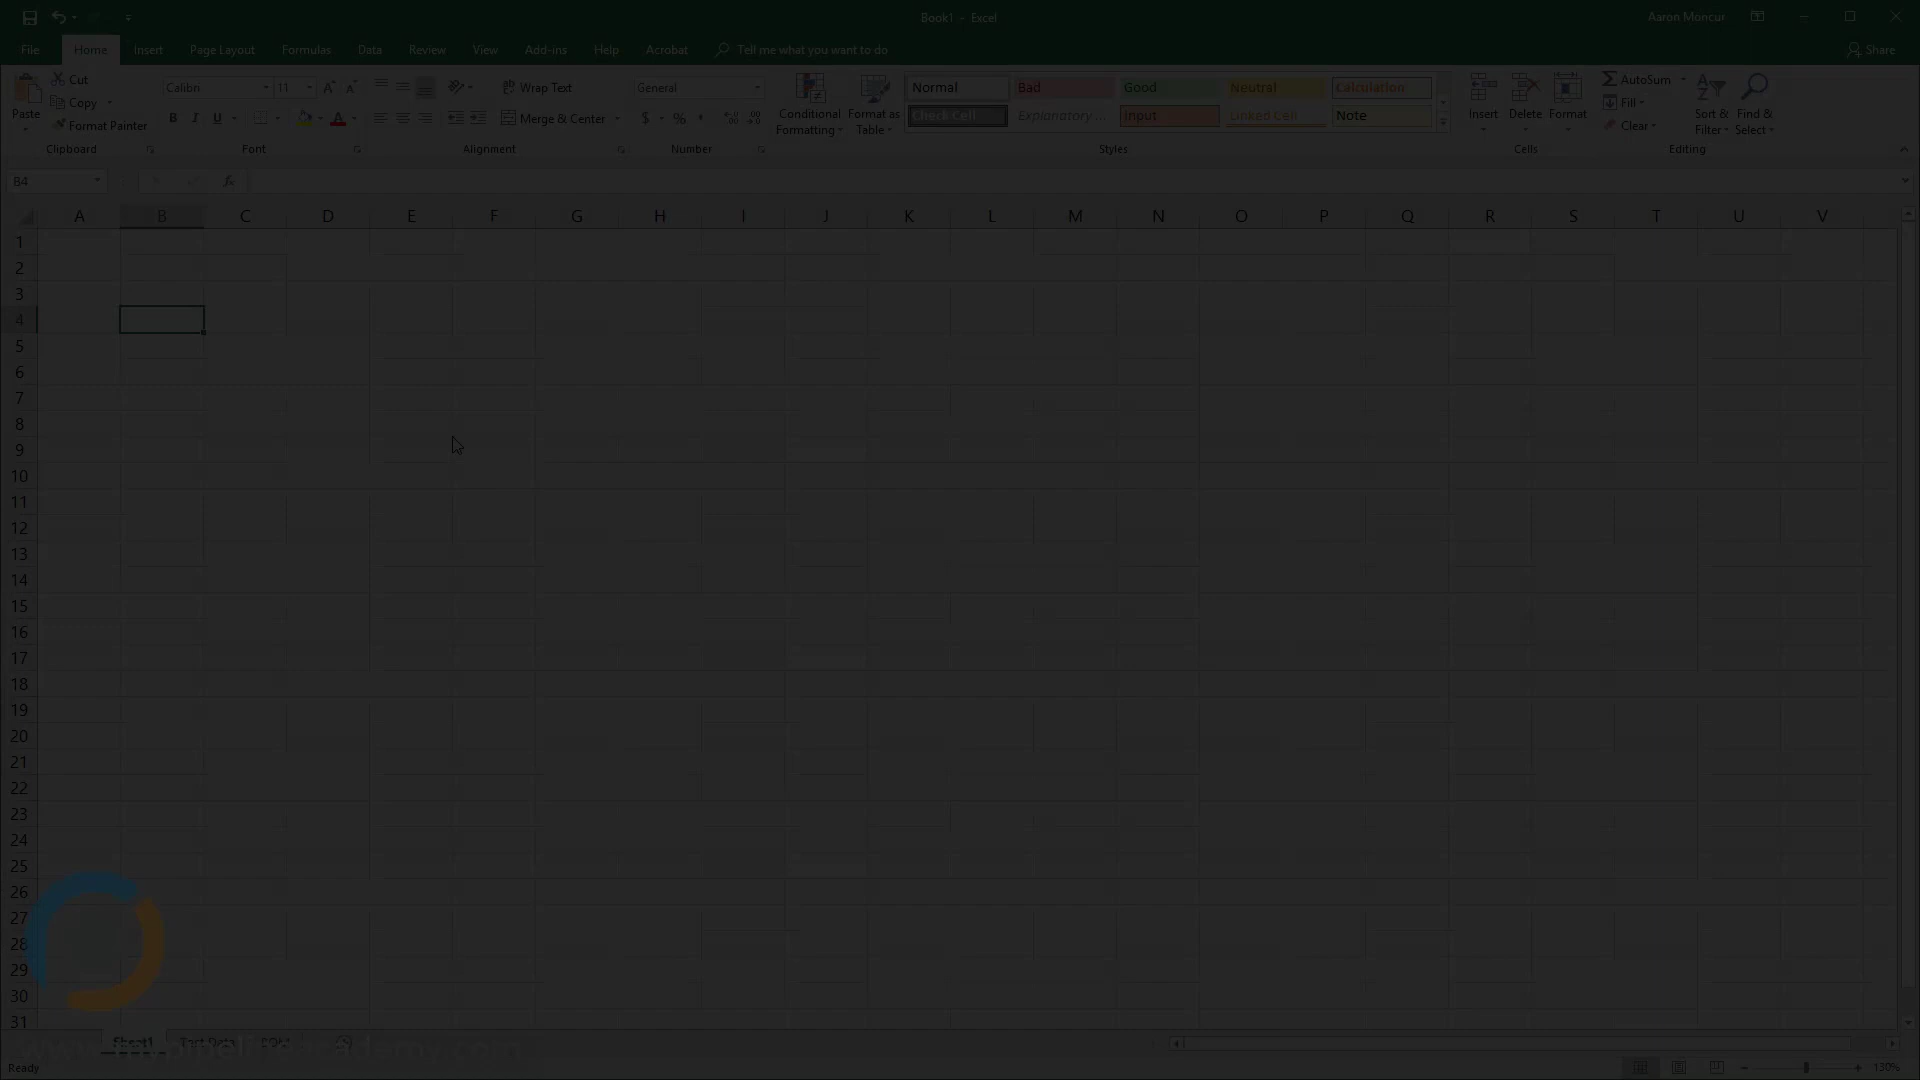 Book1 - Excel
Aaron Moncur
File Home Insert Page Layout Formulas Data Review View Add-ins Help Acrobat Tell me what you want to do Share
Paste
Cut
Copy
Format Painter
Clipboard
Calibri 11
B I U
Font
Wrap Text
Merge & Center
Alignment
General
$ % ,
Number
Conditional Formatting
Format as Table
Normal Bad Good Neutral Calculation
Check Cell Explanatory ... Input Linked Cell Note
Styles
Insert Delete Format
Cells
AutoSum
Fill
Clear
Sort & Filter
Find & Select
Editing
B4 fx
A B C D E F G H I J K L M N O P Q R S T U V
1
2
3
4
5
6
7
8
9
10
11
12
13
14
15
16
17
18
19
20
21
22
23
24
25
26
27
28
29
30
31
Sheet1
Ready
130%